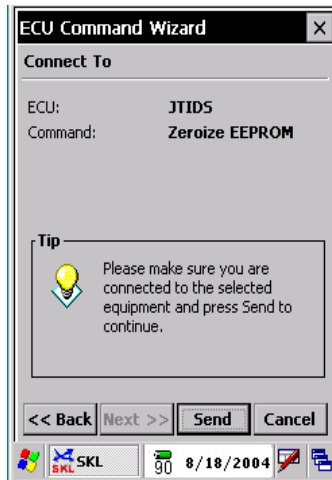 ECU Command Wizard
Connect To
ECU: JTIDS
Command: Zeroize EEPROM
Tip
Please make sure you are
connected to the selected
equipment and press Send to
continue.
<< Back Next >> Send Cancel
SKL SKL 90 8/18/2004